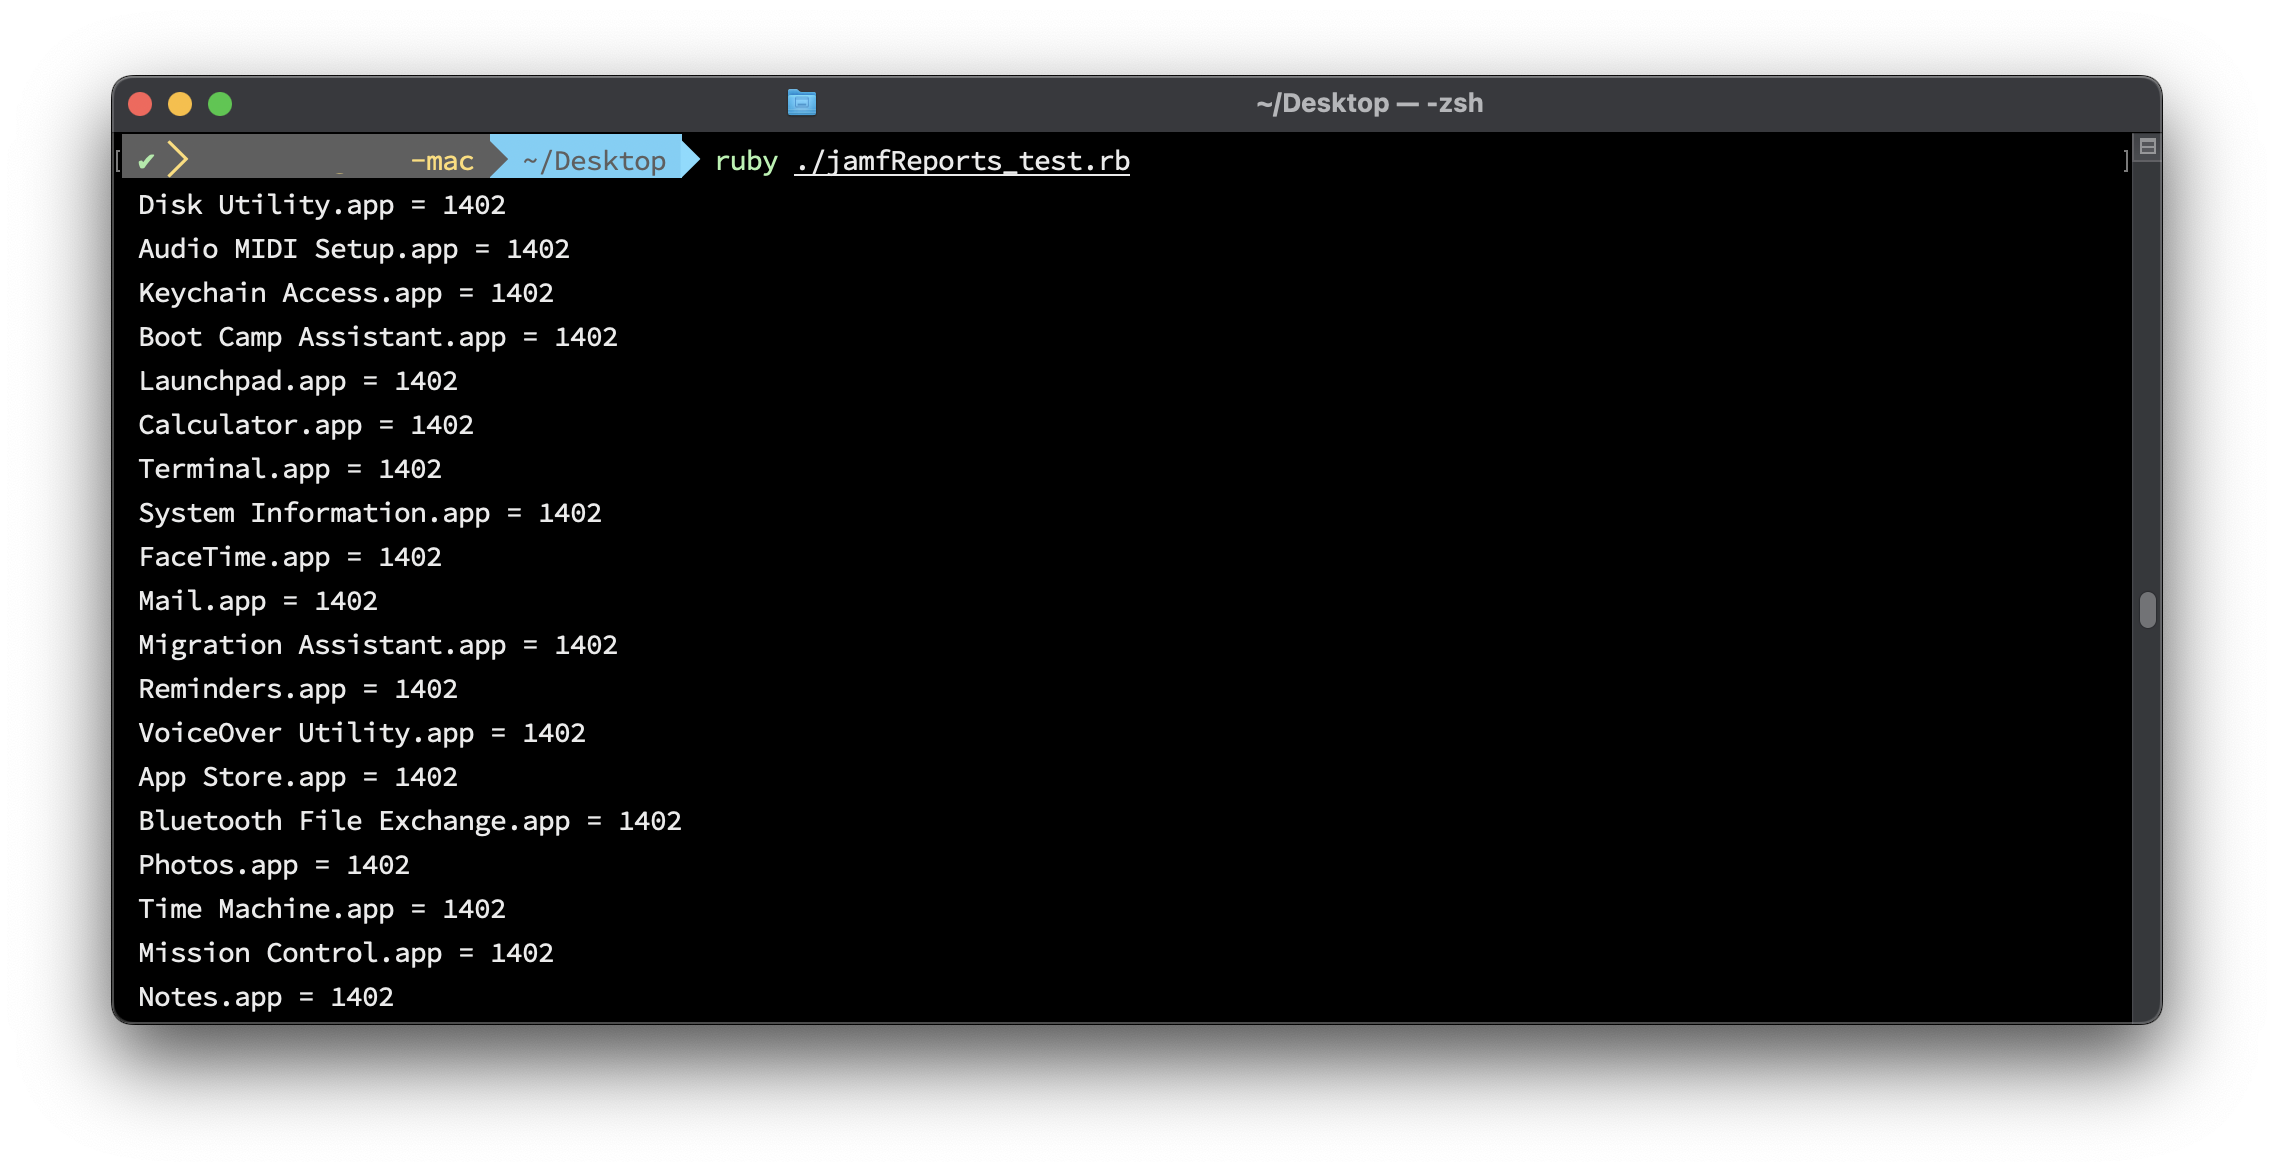 ~/Desktop — -zsh
✔ -mac ~/Desktop ruby ./jamfReports_test.rb
Disk Utility.app = 1402
Audio MIDI Setup.app = 1402
Keychain Access.app = 1402
Boot Camp Assistant.app = 1402
Launchpad.app = 1402
Calculator.app = 1402
Terminal.app = 1402
System Information.app = 1402
FaceTime.app = 1402
Mail.app = 1402
Migration Assistant.app = 1402
Reminders.app = 1402
VoiceOver Utility.app = 1402
App Store.app = 1402
Bluetooth File Exchange.app = 1402
Photos.app = 1402
Time Machine.app = 1402
Mission Control.app = 1402
Notes.app = 1402